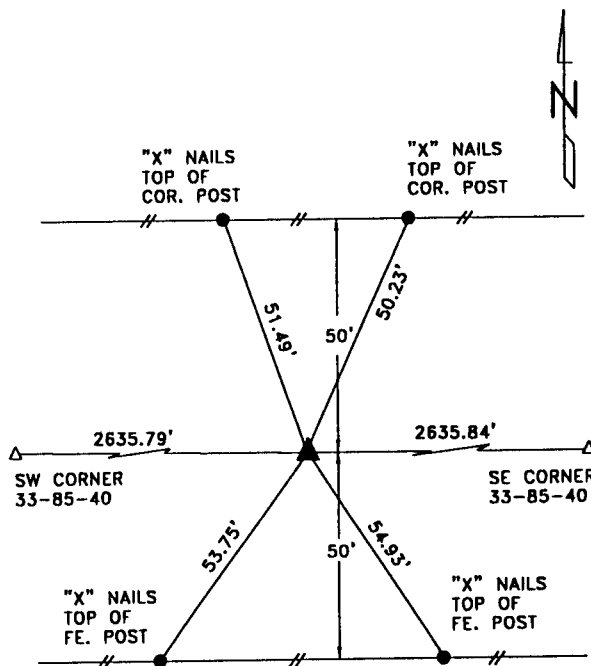 N
"X" NAILS
TOP OF
COR. POST
"X" NAILS
TOP OF
COR. POST
51.49'
50.23'
50'
2635.79'
2635.84'
SW CORNER
33-85-40
SE CORNER
33-85-40
53.75'
54.93'
50'
"X" NAILS
TOP OF
FE. POST
"X" NAILS
TOP OF
FE. POST